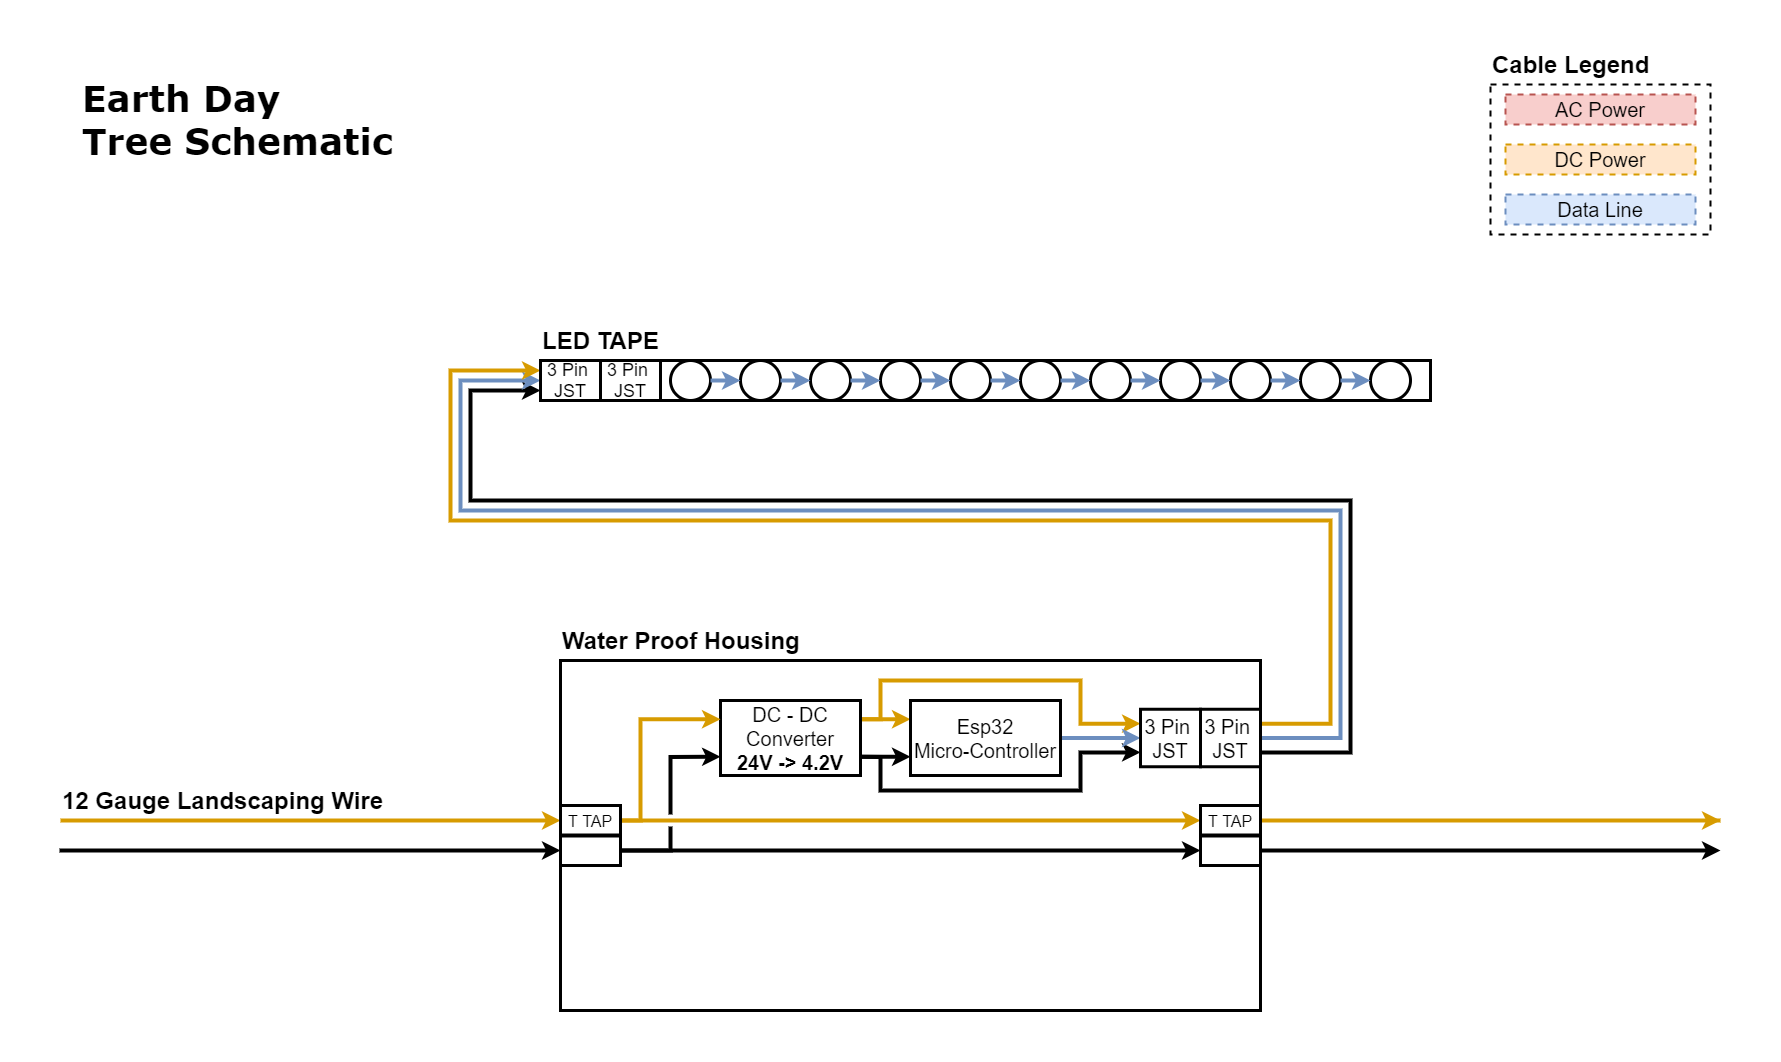 Earth Day
Tree Schematic
Cable Legend
AC Power
DC Power
Data Line
LED TAPE
3 Pin
JST
3 Pin
JST
Water Proof Housing
DC - DC
Converter
24V -> 4.2V
Esp32
Micro-Controller
3 Pin
JST
3 Pin
JST
12 Gauge Landscaping Wire
T TAP
T TAP